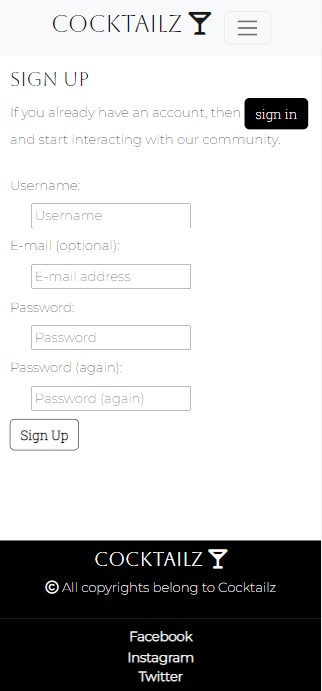 COCKTAILZ
SIGN UP
If you already have an account, then sign in
and start interacting with our community.
Username:
Username
E-mail (optional):
E-mail address
Password:
Password
Password (again):
Password (again)
Sign Up
COCKTAILZ
© All copyrights belong to Cocktailz
Facebook
Instagram
Twitter